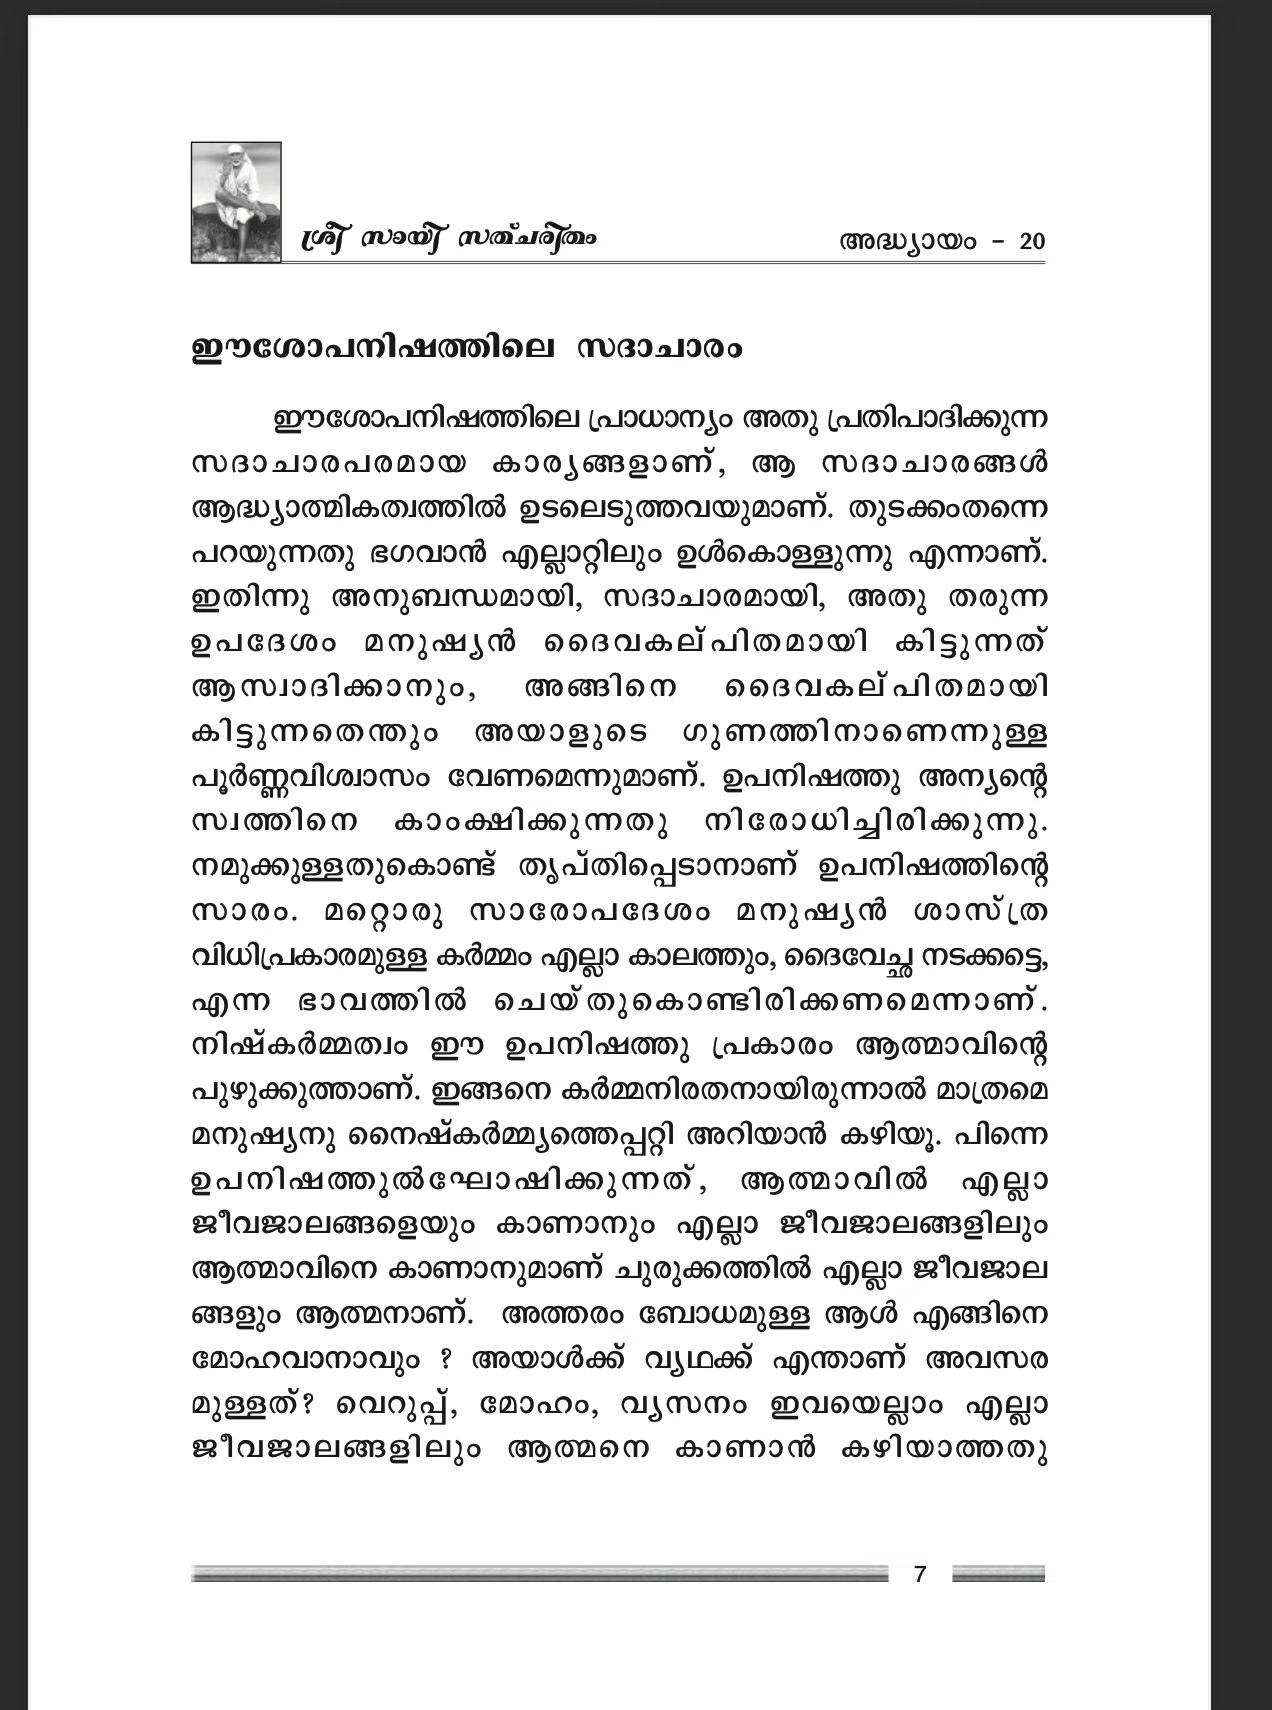 ശ്രീ സായി സത്ചരിതം
അദ്ധ്യായം - 20
ഈശോപനിഷത്തിലെ സദാചാരം
ഈശോപനിഷത്തിലെ പ്രാധാന്യം അതു പ്രതിപാദിക്കുന്ന
സദാചാരപരമായ കാര്യങ്ങളാണ്, ആ സദാചാരങ്ങൾ
ആദ്ധ്യാത്മികത്വത്തിൽ ഉടലെടുത്തവയുമാണ്. തുടക്കംതന്നെ
പറയുന്നതു ഭഗവാൻ എല്ലാറ്റിലും ഉൾകൊള്ളുന്നു എന്നാണ്.
ഇതിന്നു അനുബന്ധമായി, സദാചാരമായി, അതു തരുന്ന
ഉപദേശം മനുഷ്യൻ ദൈവകല്പിതമായി കിട്ടുന്നത്
ആസ്വാദിക്കാനും, അങ്ങിനെ ദൈവകല്പിതമായി
കിട്ടുന്നതെന്തും അയാളുടെ ഗുണത്തിനാണെന്നുള്ള
പൂർണ്ണവിശ്വാസം വേണമെന്നുമാണ്. ഉപനിഷത്തു അന്യന്റെ
സ്വത്തിനെ കാംക്ഷിക്കുന്നതു നിരോധിച്ചിരിക്കുന്നു.
നമുക്കുള്ളതുകൊണ്ട് തൃപ്തിപ്പെടാനാണ് ഉപനിഷത്തിന്റെ
സാരം. മറ്റൊരു സാരോപദേശം മനുഷ്യൻ ശാസ്ത്ര
വിധിപ്രകാരമുള്ള കർമ്മം എല്ലാ കാലത്തും, ദൈവേച്ഛ നടക്കട്ടെ,
എന്ന ഭാവത്തിൽ ചെയ്തുകൊണ്ടിരിക്കണമെന്നാണ്.
നിഷ്കർമ്മത്വം ഈ ഉപനിഷത്തു പ്രകാരം ആത്മാവിന്റെ
പുഴുക്കുത്താണ്. ഇങ്ങനെ കർമ്മനിരതനായിരുന്നാൽ മാത്രമെ
മനുഷ്യനു നൈഷ്കർമ്മ്യത്തെപ്പറ്റി അറിയാൻ കഴിയൂ. പിന്നെ
ഉപനിഷത്തുൽഘോഷിക്കുന്നത്, ആത്മാവിൽ എല്ലാ
ജീവജാലങ്ങളെയും കാണാനും എല്ലാ ജീവജാലങ്ങളിലും
ആത്മാവിനെ കാണാനുമാണ് ചുരുക്കത്തിൽ എല്ലാ ജീവജാല
ങ്ങളും ആത്മനാണ്. അത്തരം ബോധമുള്ള ആൾ എങ്ങിനെ
മോഹവാനാവും ? അയാൾക്ക് വ്യഥക്ക് എന്താണ് അവസര
മുള്ളത്? വെറുപ്പ്, മോഹം, വ്യസനം ഇവയെല്ലാം എല്ലാ
ജീവജാലങ്ങളിലും ആത്മനെ കാണാൻ കഴിയാത്തതു
7